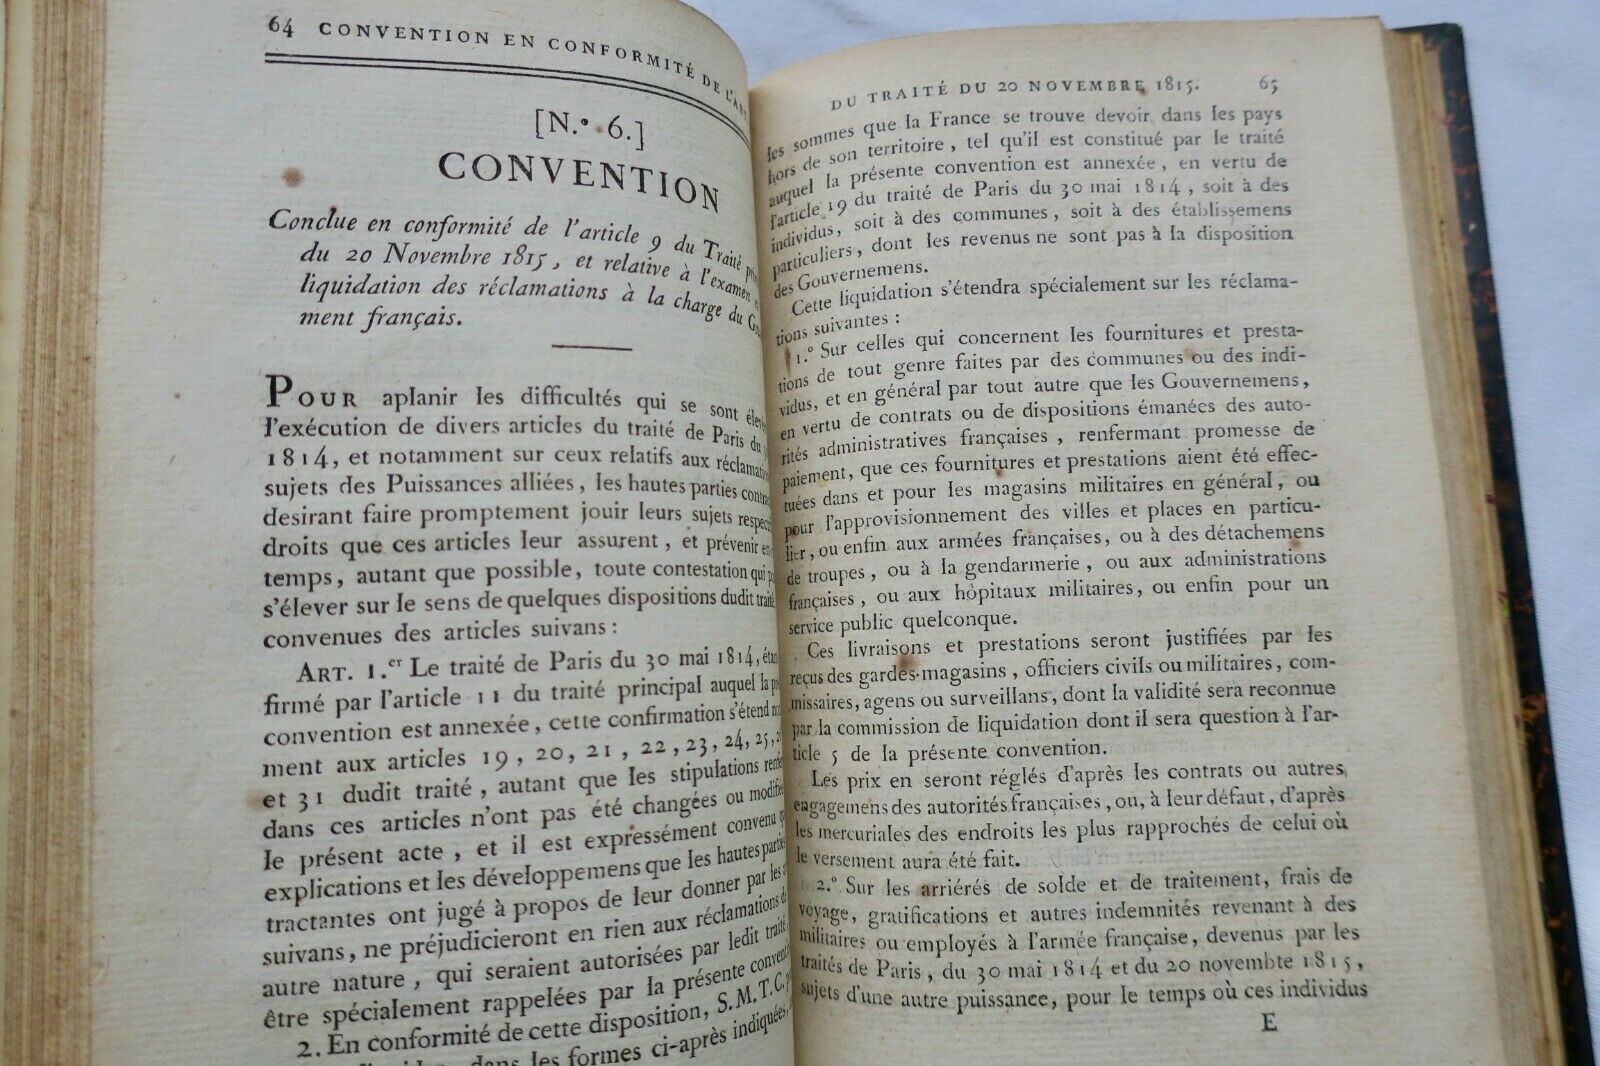 64 CONVENTION EN CONFORMITÉ DE L'ART
[N.º 6.]
CONVENTION
Conclue en conformité de l'article 9 du Traité
du 20 Novembre 1815, et relative à l'examen
liquidation des réclamations à la charge du
ment français.
POUR aplanir les difficultés qui se sont
l'exécution de divers articles du traité de Paris du
1814, et notamment sur ceux relatifs aux
sujets des Puissances alliées, les hautes parties
desirant faire promptement jouir leurs sujets
droits que ces articles leur assurent, et prévenir en
temps, autant que possible, toute contestation qui
s'élever sur le sens de quelques dispositions dudit traité
convenues des articles suivans:
ART. 1.er Le traité de Paris du 30 mai 1814,
firmé par l'article 11 du traité principal auquel la
convention est annexée, cette confirmation s'étend
ment aux articles 19, 20, 21, 22, 23, 24, 25,
et 31 dudit traité, autant que les stipulations
dans ces articles n'ont pas été changées ou
le présent acte, et il est expressément convenu
explications et les développemens que les hautes parties
tractantes ont jugé à propos de leur donner par les
suivans, ne préjudicieront en rien aux réclamations
autre nature, qui seraient autorisées par ledit traité
être spécialement rappelées par la présente
2. En conformité de cette disposition, S. M. T. C.
dans les formes ci-après indiquées,
DU TRAITÉ DU 20 NOVEMBRE 1815. 65
les sommes que la France se trouve devoir dans les pays
hors de son territoire, tel qu'il est constitué par le traité
auquel la présente convention est annexée, en vertu de
l'article 19 du traité de Paris du 30 mai 1814, soit à des
individus, soit à des communes, soit à des établissemens
particuliers, dont les revenus ne sont pas à la disposition
des Gouvernemens.
Cette liquidation s'étendra spécialement sur les réclama-
tions suivantes:
1.º Sur celles qui concernent les fournitures et presta-
tions de tout genre faites par des communes ou des indi-
vidus, et en général par tout autre que les Gouvernemens,
en vertu de contrats ou de dispositions émanées des auto-
rités administratives françaises, renfermant promesse de
paiement, que ces fournitures et prestations aient été effec-
tuées dans et pour les magasins militaires en général, ou
pour l'approvisionnement des villes et places en particu-
lier, ou enfin aux armées françaises, ou à des détachemens
de troupes, ou à la gendarmerie, ou aux administrations
françaises, ou aux hôpitaux militaires, ou enfin pour un
service public quelconque.
Ces livraisons et prestations seront justifiées par les
reçus des gardes-magasins, officiers civils ou militaires, com-
missaires, agens ou surveillans, dont la validité sera reconnue
par la commission de liquidation dont il sera question à l'ar-
ticle 5 de la présente convention.
Les prix en seront réglés d'après les contrats ou autres
engagemens des autorités françaises, ou, à leur défaut, d'après
les mercuriales des endroits les plus rapprochés de celui où
le versement aura été fait.
2.º Sur les arriérés de solde et de traitement, frais de
voyage, gratifications et autres indemnités revenant à des
militaires ou employés à l'armée française, devenus par les
traités de Paris, du 30 mai 1814 et du 20 novembte 1815,
sujets d'une autre puissance, pour le temps où ces individus
E